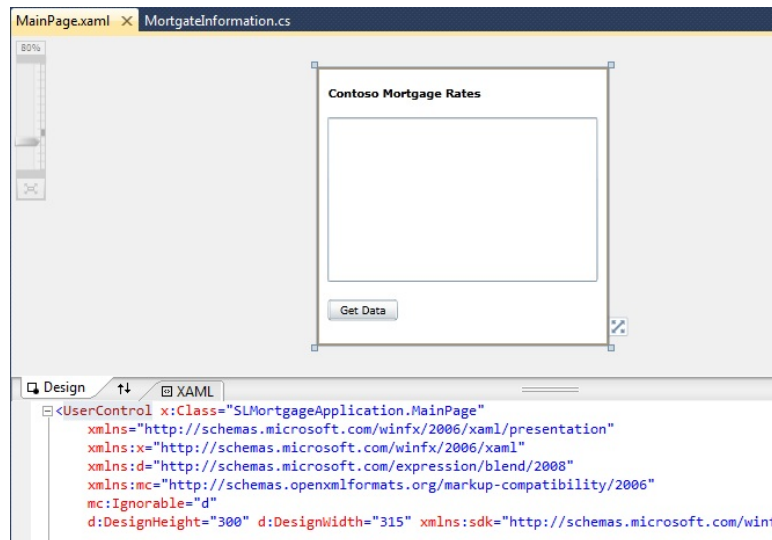 MainPage.xaml MortgateInformation.cs
80%
Contoso Mortgage Rates
Get Data
Design XAML
<UserControl x:Class="SLMortgageApplication.MainPage"
xmlns="http://schemas.microsoft.com/winfx/2006/xaml/presentation"
xmlns:x="http://schemas.microsoft.com/winfx/2006/xaml"
xmlns:d="http://schemas.microsoft.com/expression/blend/2008"
xmlns:mc="http://schemas.openxmlformats.org/markup-compatibility/2006"
mc:Ignorable="d"
d:DesignHeight="300" d:DesignWidth="315" xmlns:sdk="http://schemas.microsoft.com/winf